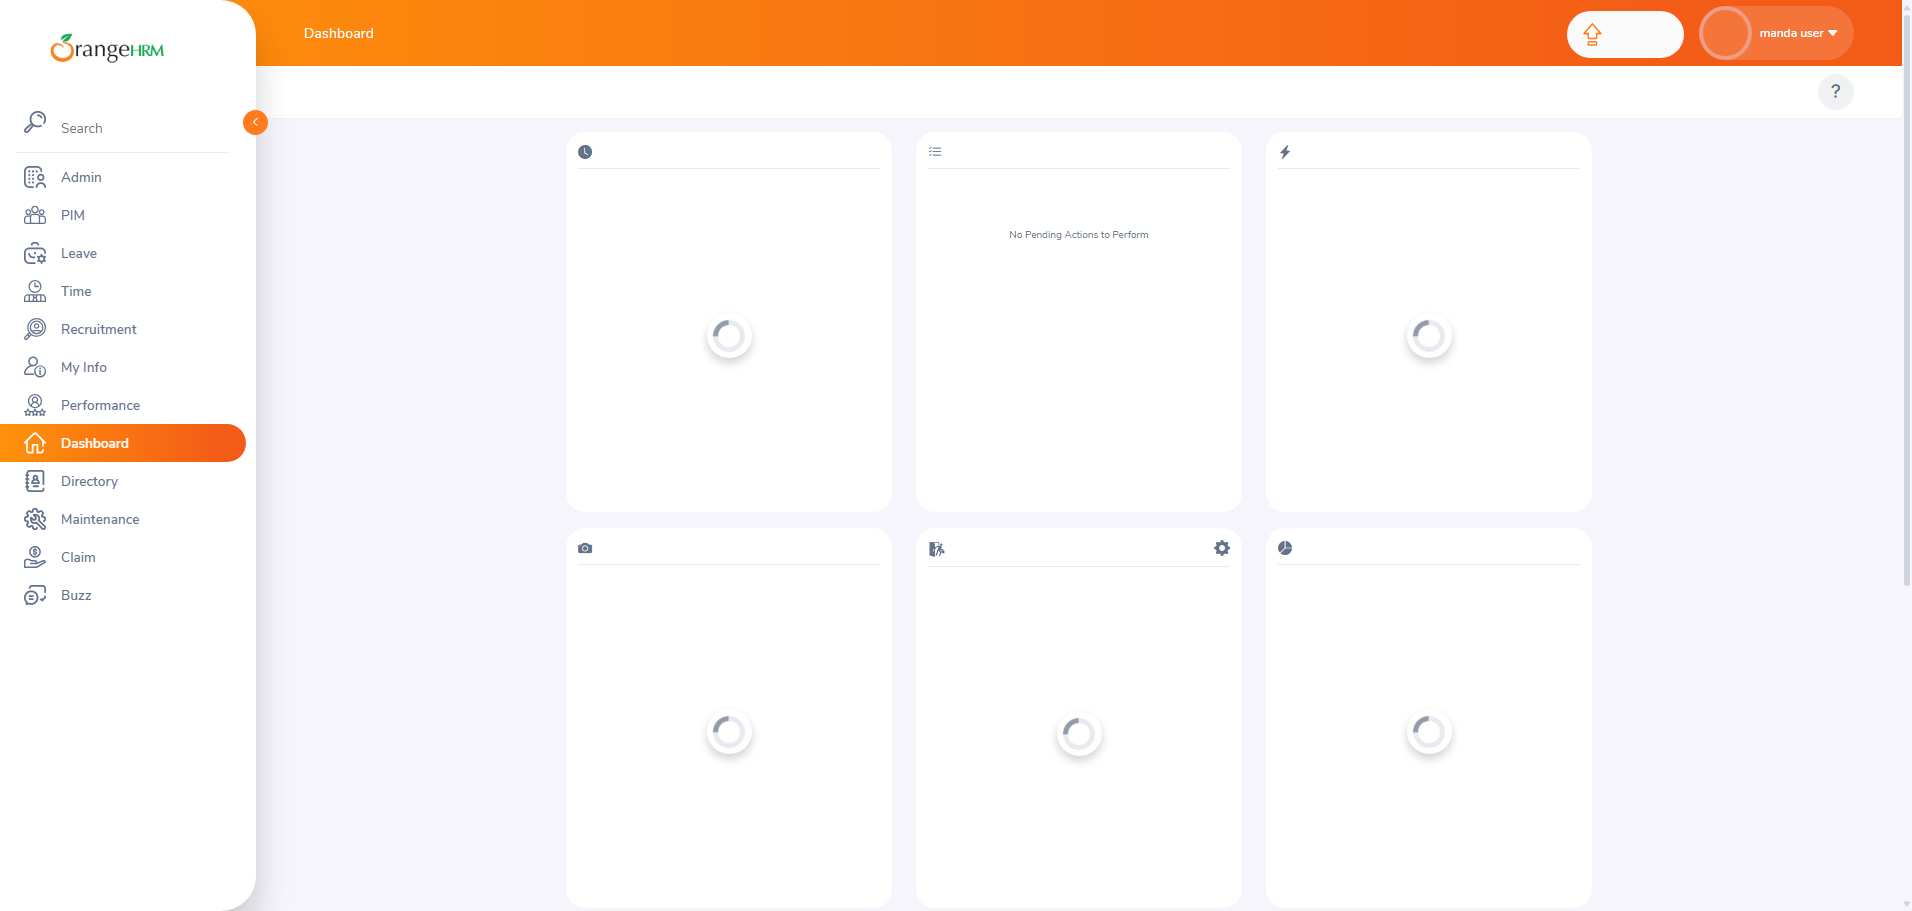 OrangeHRM
Dashboard
manda user
?
Search
Admin
PIM
Leave
Time
Recruitment
My Info
Performance
Dashboard
Directory
Maintenance
Claim
Buzz
No Pending Actions to Perform